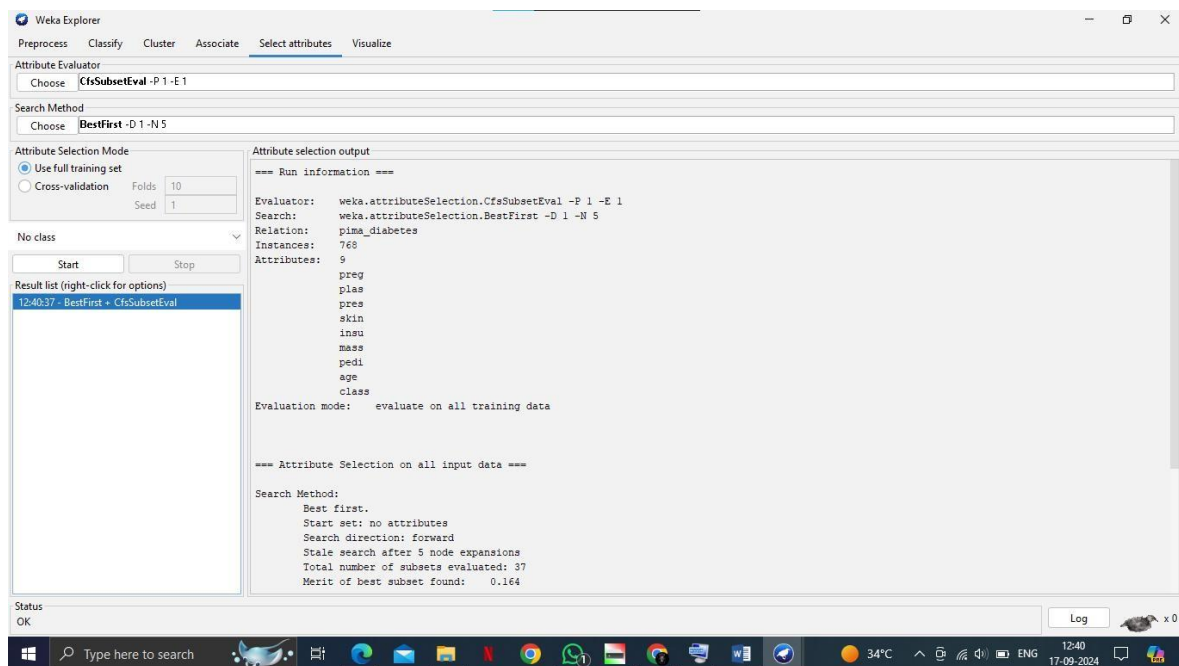 Weka Explorer
Preprocess Classify Cluster Associate Select attributes Visualize
Attribute Evaluator
Choose CfsSubsetEval -P 1 -E 1
Search Method
Choose BestFirst -D 1 -N 5
Attribute Selection Mode
Use full training set
Cross-validation Folds 10
Seed 1
No class
Start Stop
Result list (right-click for options)
12:40:37 - BestFirst + CfsSubsetEval
Attribute selection output
=== Run information ===
Evaluator: weka.attributeSelection.CfsSubsetEval -P 1 -E 1
Search: weka.attributeSelection.BestFirst -D 1 -N 5
Relation: pima_diabetes
Instances: 768
Attributes: 9
preg
plas
pres
skin
insu
mass
pedi
age
class
Evaluation mode: evaluate on all training data
=== Attribute Selection on all input data ===
Search Method:
Best first.
Start set: no attributes
Search direction: forward
Stale search after 5 node expansions
Total number of subsets evaluated: 37
Merit of best subset found: 0.164
Status
OK
Log x 0
Type here to search 34°C ENG 12:40
17-09-2024